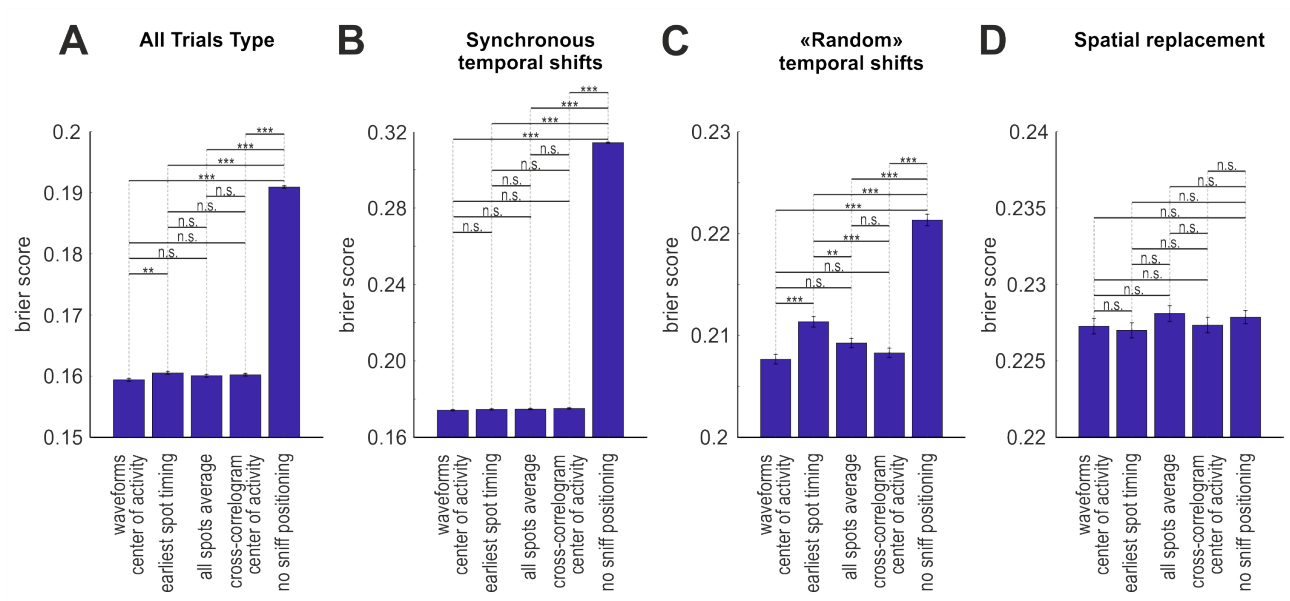 A
All Trials Type
B
Synchronous
temporal shifts
C
«Random»
temporal shifts
D
Spatial replacement
brier score
0.2
0.19
0.18
0.17
0.16
0.15
***
***
***
***
n.s.
n.s.
n.s.
n.s.
n.s.
**
waveforms
center of activity
earliest spot timing
all spots average
cross-correlogram
center of activity
no sniff positioning
brier score
0.32
0.28
0.24
0.20
0.16
***
***
***
***
n.s.
n.s.
n.s.
n.s.
n.s.
n.s.
waveforms
center of activity
earliest spot timing
all spots average
cross-correlogram
center of activity
no sniff positioning
brier score
0.23
0.22
0.21
0.2
***
***
***
***
n.s.
***
**
n.s.
n.s.
***
waveforms
center of activity
earliest spot timing
all spots average
cross-correlogram
center of activity
no sniff positioning
brier score
0.24
0.235
0.23
0.225
0.22
n.s.
n.s.
n.s.
n.s.
n.s.
n.s.
n.s.
n.s.
n.s.
n.s.
waveforms
center of activity
earliest spot timing
all spots average
cross-correlogram
center of activity
no sniff positioning